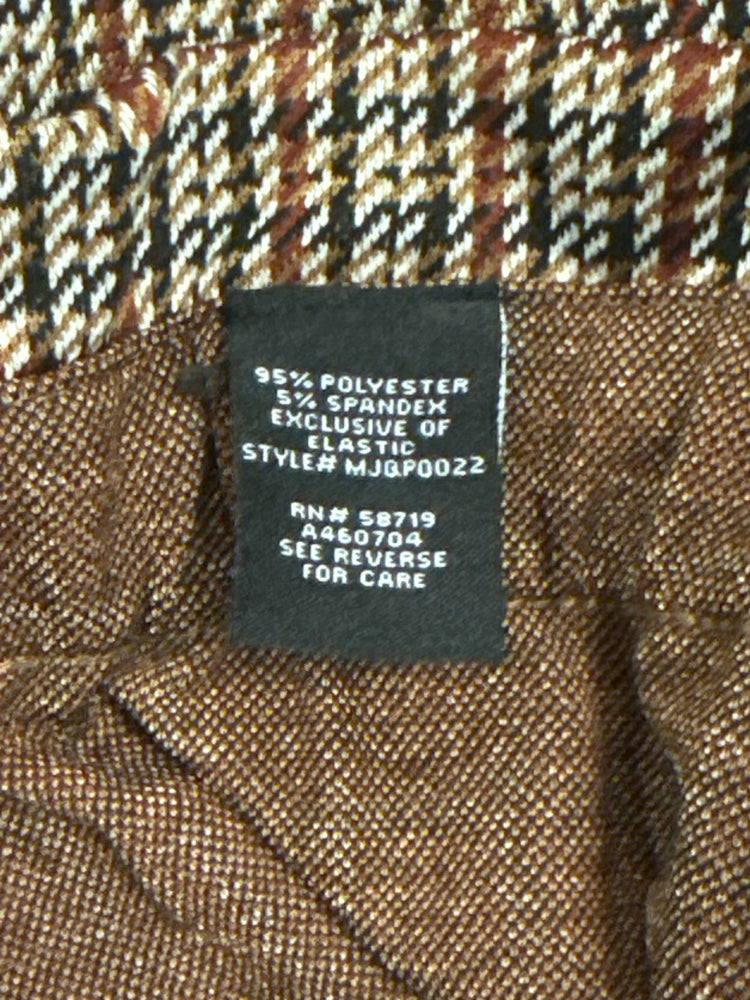 95% POLYESTER
5% SPANDEX
EXCLUSIVE OF
ELASTIC
STYLE# MJQP0022
RN# 58719
A460704
SEE REVERSE
FOR CARE